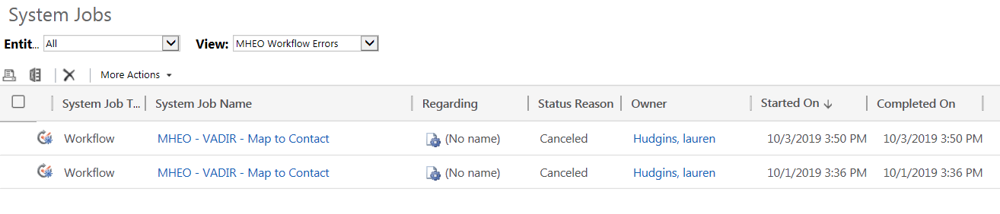 System Jobs
Entit... All View: MHEO Workflow Errors
More Actions
System Job T... System Job Name Regarding Status Reason Owner Started On Completed On
Workflow MHEO - VADIR - Map to Contact (No name) Canceled Hudgins, lauren 10/3/2019 3:50 PM 10/3/2019 3:50 PM
Workflow MHEO - VADIR - Map to Contact (No name) Canceled Hudgins, lauren 10/1/2019 3:36 PM 10/1/2019 3:36 PM